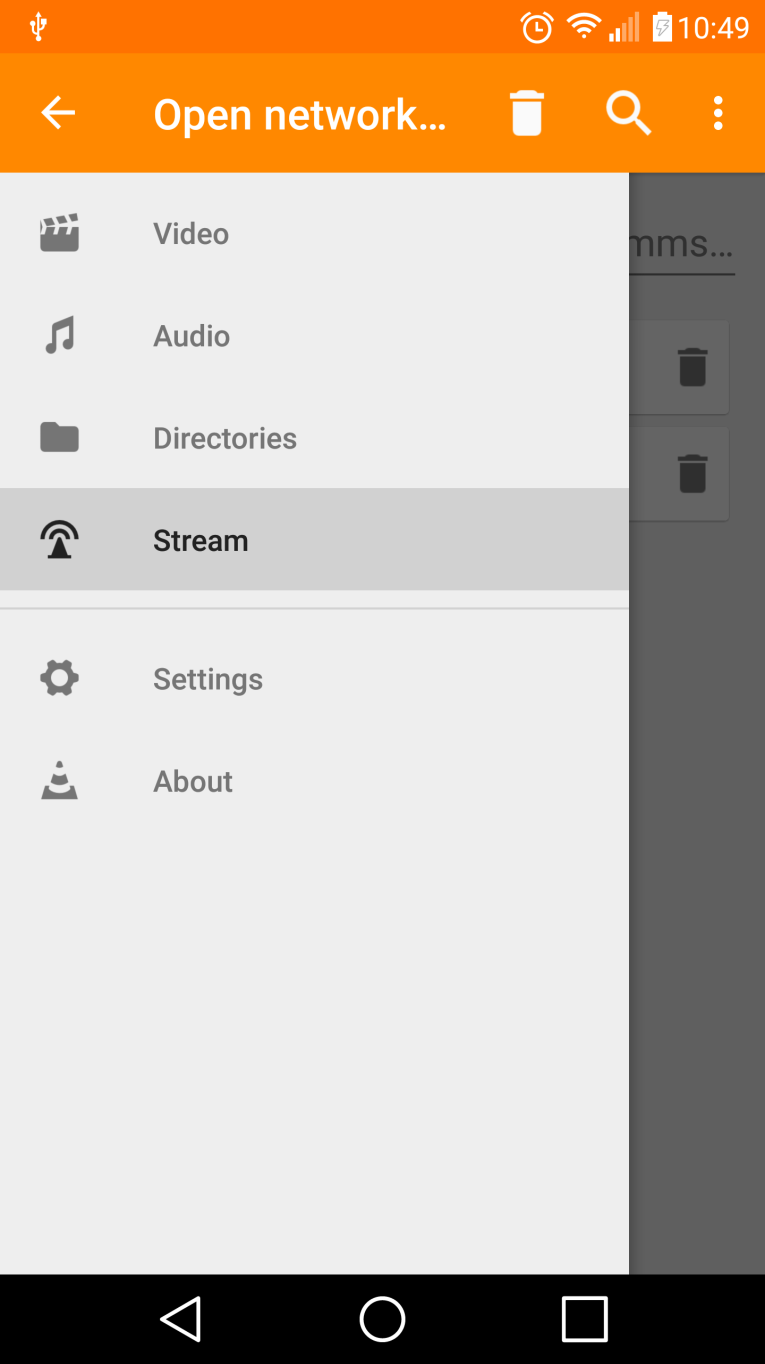 10:49
Open network…
Video
mms…
Audio
Directories
Stream
Settings
About